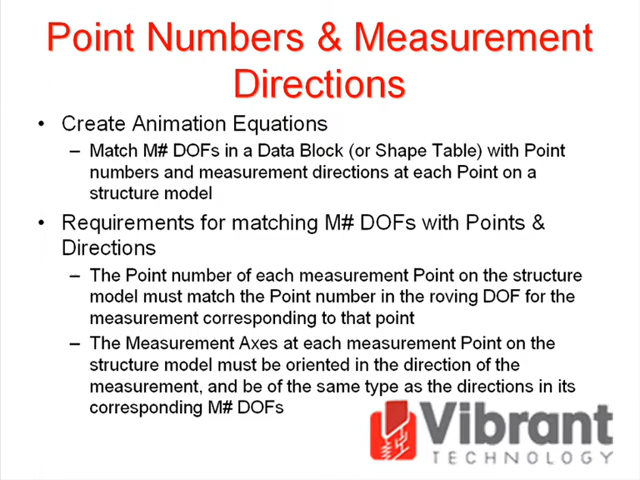 Point Numbers & Measurement
Directions
• Create Animation Equations
– Match M# DOFs in a Data Block (or Shape Table) with Point
numbers and measurement directions at each Point on a
structure model
• Requirements for matching M# DOFs with Points &
Directions
– The Point number of each measurement Point on the structure
model must match the Point number in the roving DOF for the
measurement corresponding to that point
– The Measurement Axes at each measurement Point on the
structure model must be oriented in the direction of the
measurement, and be of the same type as the directions in its
corresponding M# DOFs
Vibrant
TECHNOLOGY